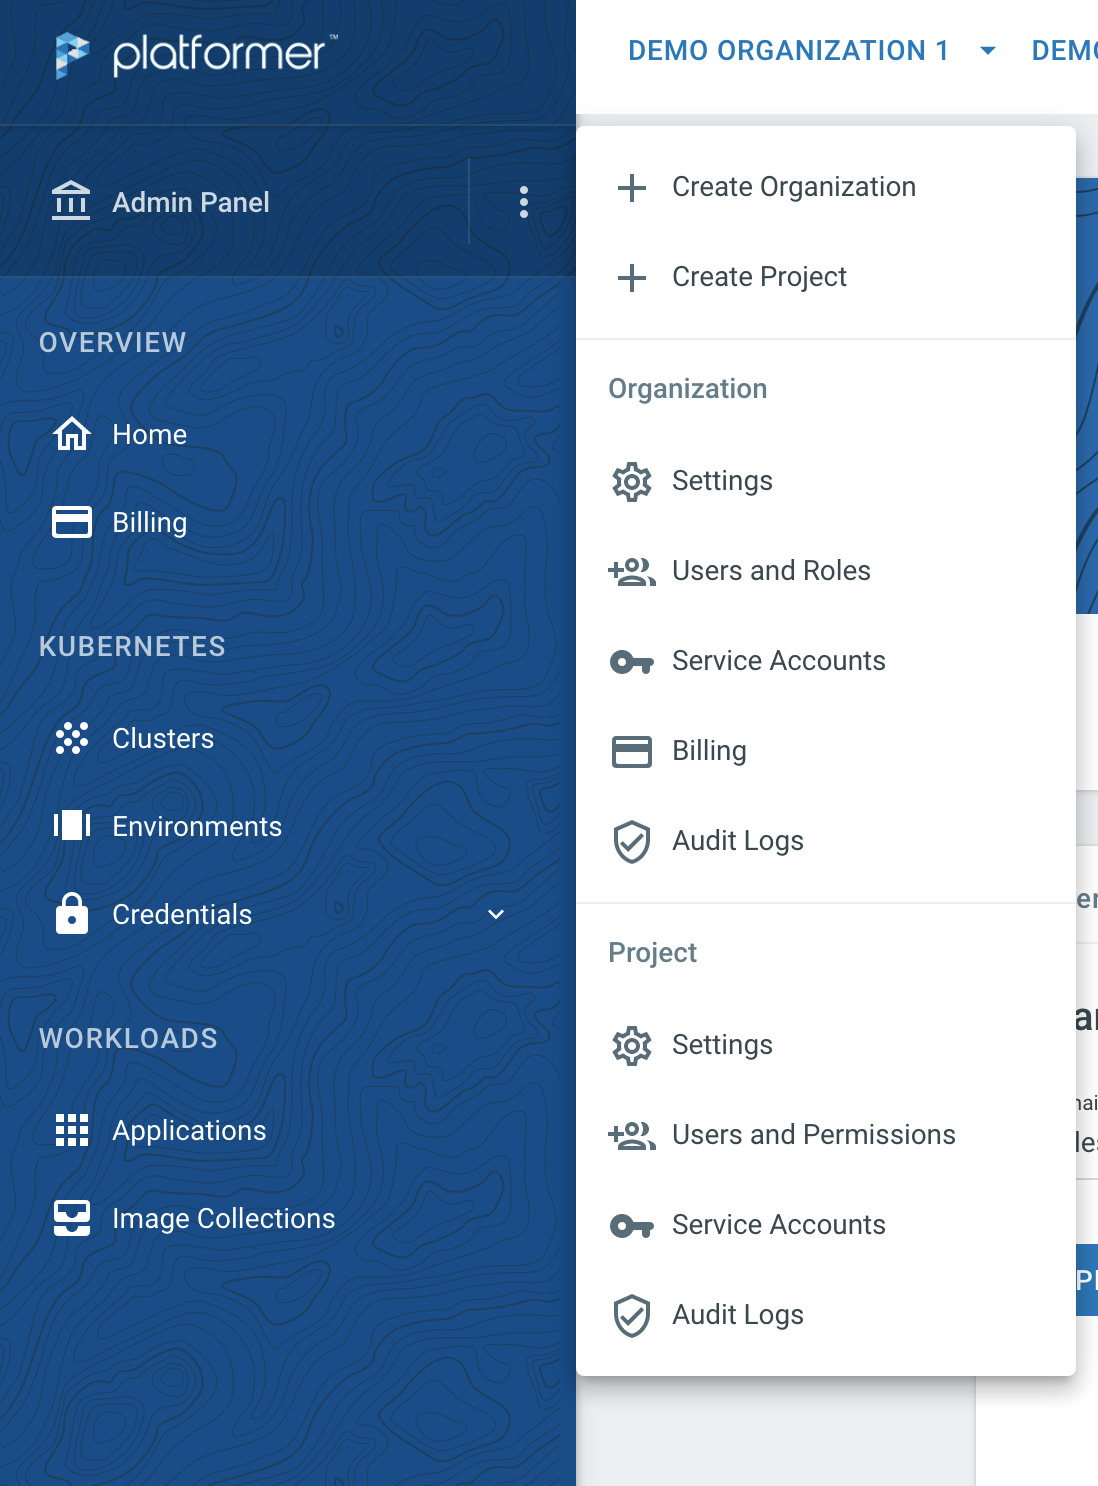 platformer™
Admin Panel
OVERVIEW
Home
Billing
KUBERNETES
Clusters
Environments
Credentials
WORKLOADS
Applications
Image Collections
DEMO ORGANIZATION 1
Create Organization
Create Project
Organization
Settings
Users and Roles
Service Accounts
Billing
Audit Logs
Project
Settings
Users and Permissions
Service Accounts
Audit Logs